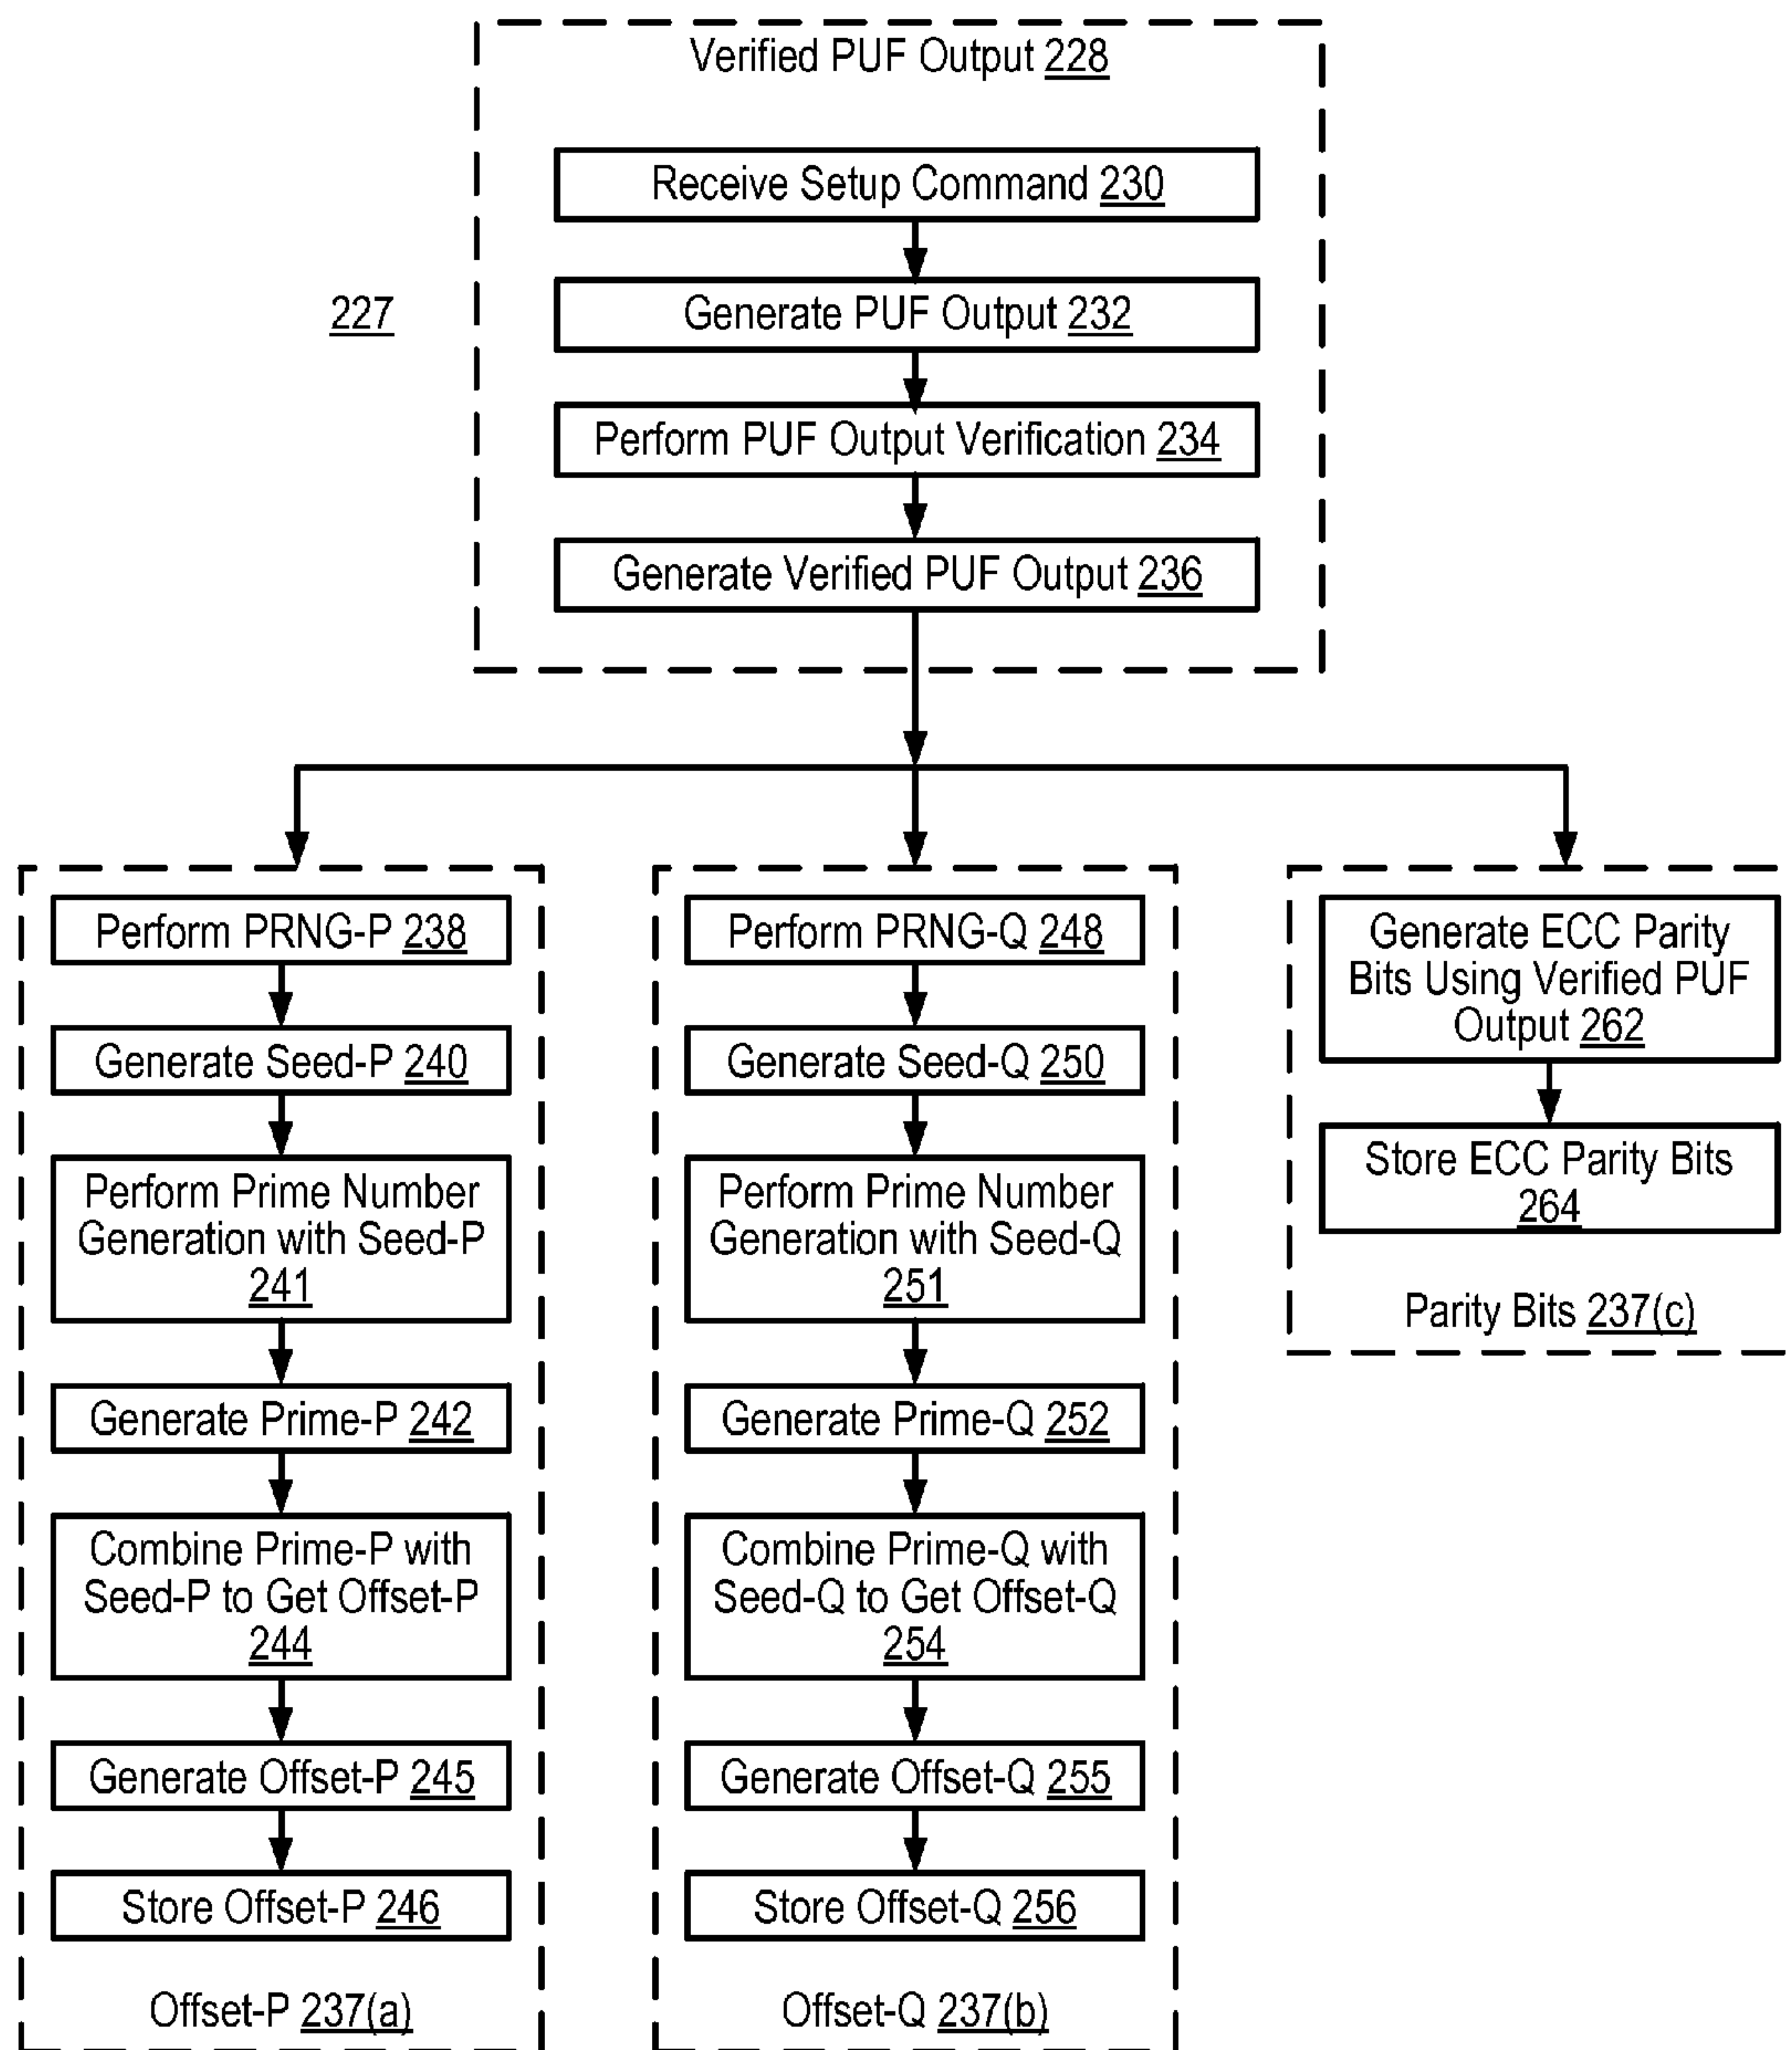 Verified PUF Output 228
Receive Setup Command 230
227
Generate PUF Output 232
Perform PUF Output Verification 234
Generate Verified PUF Output 236
Perform PRNG-P 238
Generate Seed-P 240
Perform Prime Number
Generation with Seed-P
241
Generate Prime-P 242
Combine Prime-P with
Seed-P to Get Offset-P
244
Generate Offset-P 245
Store Offset-P 246
Offset-P 237(a)
Perform PRNG-Q 248
Generate Seed-Q 250
Perform Prime Number
Generation with Seed-Q
251
Generate Prime-Q 252
Combine Prime-Q with
Seed-Q to Get Offset-Q
254
Generate Offset-Q 255
Store Offset-Q 256
Offset-Q 237(b)
Generate ECC Parity
Bits Using Verified PUF
Output 262
Store ECC Parity Bits
264
Parity Bits 237(c)